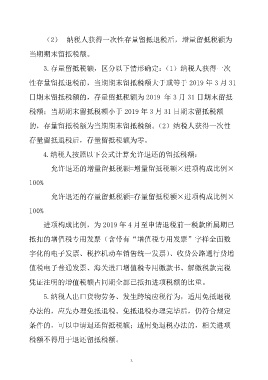 （2） 纳税人获得一次性存量留抵退税后，增量留抵税额为
当期期末留抵税额。
3.存量留抵税额，区分以下情形确定：（1）纳税人获得一次
性存量留抵退税前，当期期末留抵税额大于或等于 2019 年 3 月 31
日期末留抵税额的，存量留抵税额为 2019 年 3 月 31 日期末留抵
税额；当期期末留抵税额小于 2019 年 3 月 31 日期末留抵税额
的，存量留抵税额为当期期末留抵税额。（2）纳税人获得一次性
存量留抵退税后，存量留抵税额为零。
4.纳税人按照以下公式计算允许退还的留抵税额：
允许退还的增量留抵税额=增量留抵税额×进项构成比例×
100%
允许退还的存量留抵税额=存量留抵税额×进项构成比例×
100%
进项构成比例，为 2019 年 4 月至申请退税前一税款所属期已
抵扣的增值税专用发票（含带有“增值税专用发票”字样全面数
字化的电子发票、税控机动车销售统一发票）、收费公路通行费增
值税电子普通发票、海关进口增值税专用缴款书、解缴税款完税
凭证注明的增值税额占同期全部已抵扣进项税额的比重。
5.纳税人出口货物劳务、发生跨境应税行为，适用免抵退税
办法的，应先办理免抵退税。免抵退税办理完毕后，仍符合规定
条件的，可以申请退还留抵税额；适用免退税办法的，相关进项
税额不得用于退还留抵税额。